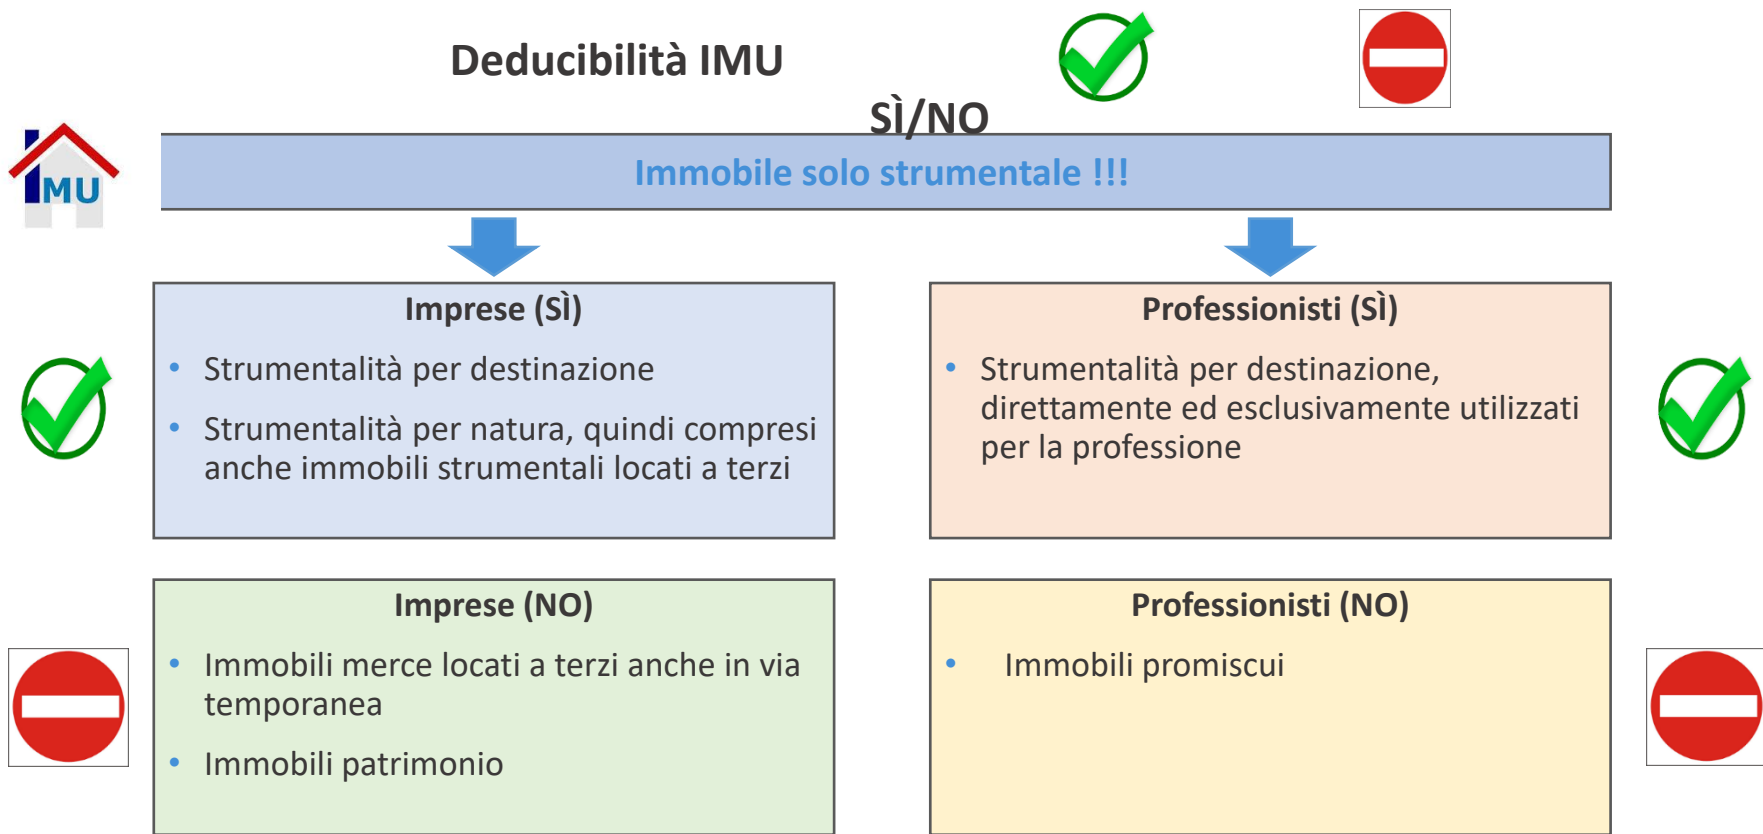 Deducibilità IMU
SÌ/NO
IMU
Immobile solo strumentale !!!
Imprese (SÌ)
• Strumentalità per destinazione
• Strumentalità per natura, quindi compresi
anche immobili strumentali locati a terzi
Professionisti (SÌ)
• Strumentalità per destinazione,
direttamente ed esclusivamente utilizzati
per la professione
Imprese (NO)
• Immobili merce locati a terzi anche in via
temporanea
• Immobili patrimonio
Professionisti (NO)
• Immobili promiscui